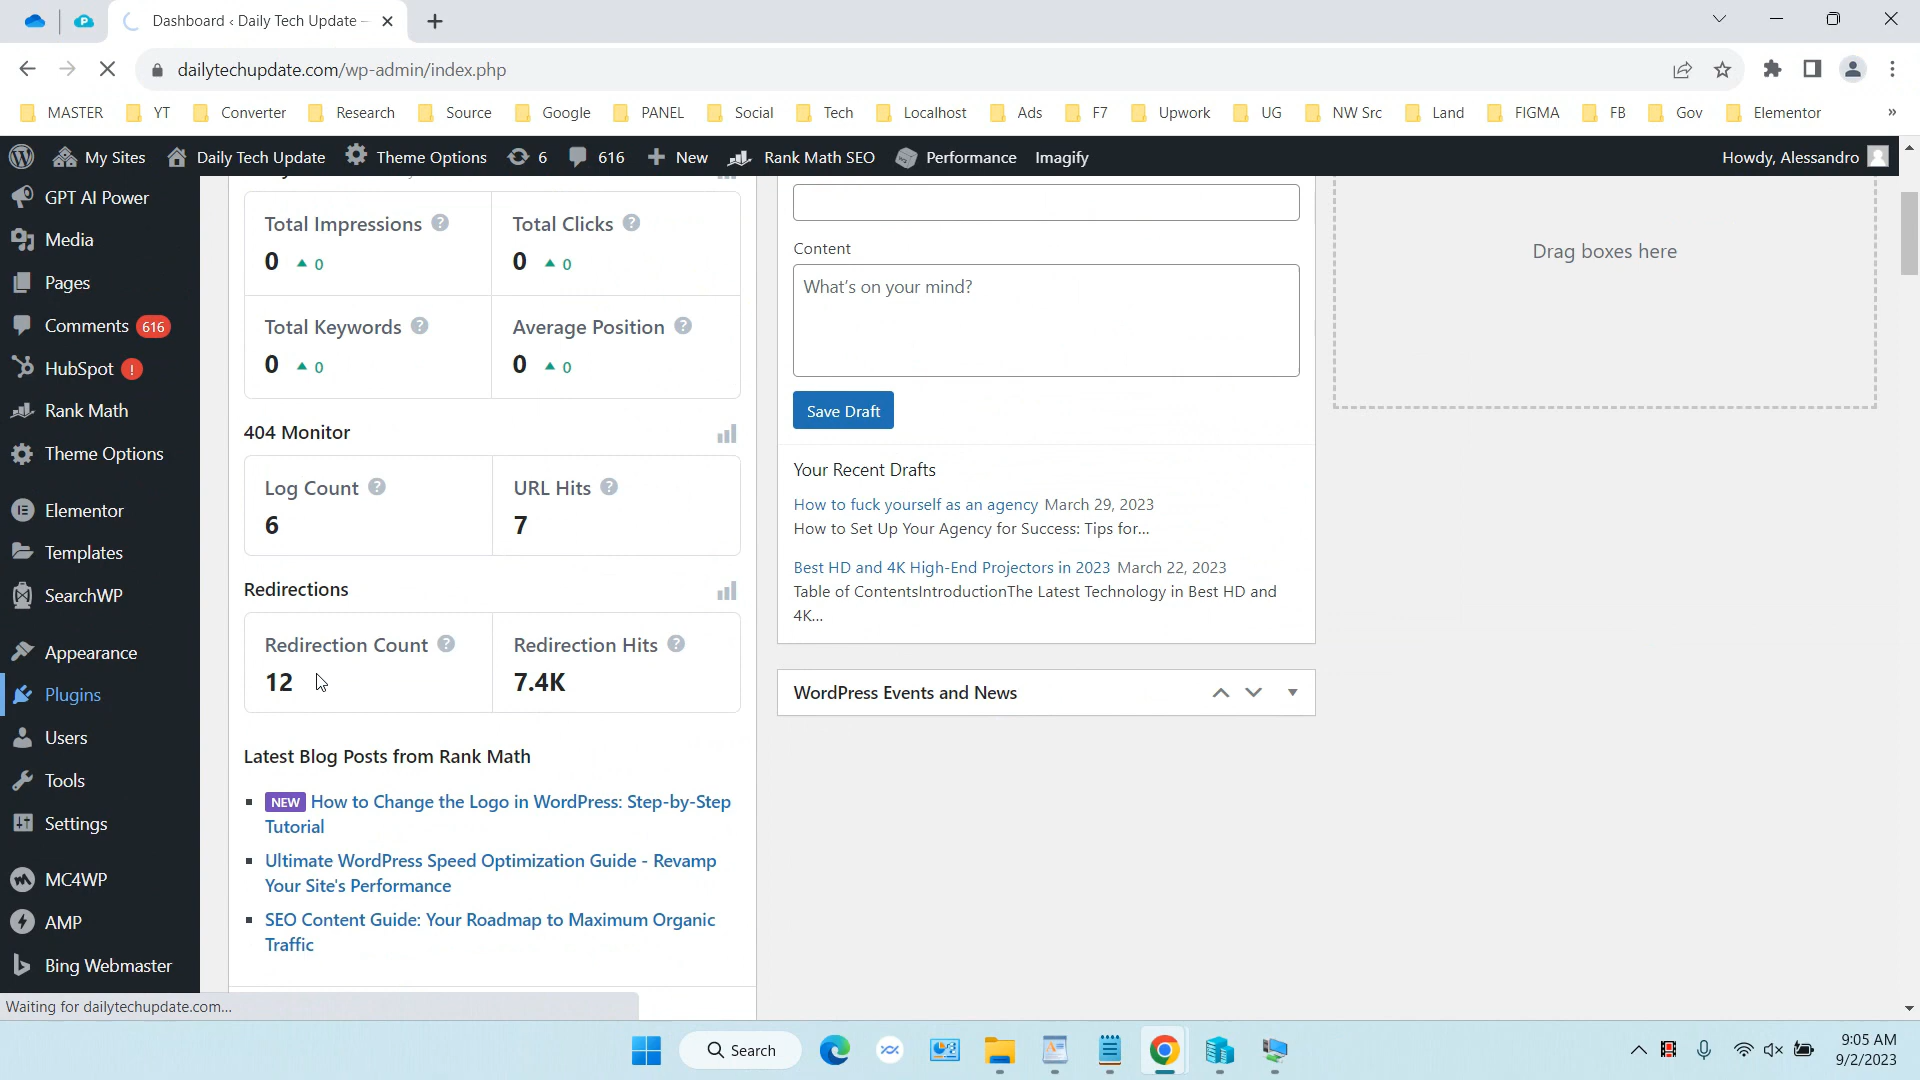 Dashboard ‹ Daily Tech Update –
dailytechupdate.com/wp-admin/index.php
MASTER YT Converter Research Source Google PANEL Social Tech Localhost Ads F7 Upwork UG NW Src Land FIGMA FB Gov Elementor »
My Sites Daily Tech Update Theme Options 6 616 New Rank Math SEO Performance Imagify Howdy, Alessandro
GPT AI Power
Media
Pages
Comments 616
HubSpot !
Rank Math
Theme Options
Elementor
Templates
SearchWP
Appearance
Plugins
Users
Tools
Settings
MC4WP
AMP
Bing Webmaster
Total Impressions ?
0 0
Total Clicks ?
0 0
Total Keywords ?
0 0
Average Position ?
0 0
404 Monitor
Log Count ?
6
URL Hits ?
7
Redirections
Redirection Count ?
12
Redirection Hits ?
7.4K
Latest Blog Posts from Rank Math
NEW How to Change the Logo in WordPress: Step-by-Step
Tutorial
Ultimate WordPress Speed Optimization Guide - Revamp
Your Site's Performance
SEO Content Guide: Your Roadmap to Maximum Organic
Traffic
Content
What's on your mind?
Save Draft
Your Recent Drafts
How to fuck yourself as an agency March 29, 2023
How to Set Up Your Agency for Success: Tips for...
Best HD and 4K High-End Projectors in 2023 March 22, 2023
Table of ContentsIntroductionThe Latest Technology in Best HD and
4K...
WordPress Events and News
Drag boxes here
Waiting for dailytechupdate.com...
Search
9:05 AM
9/2/2023